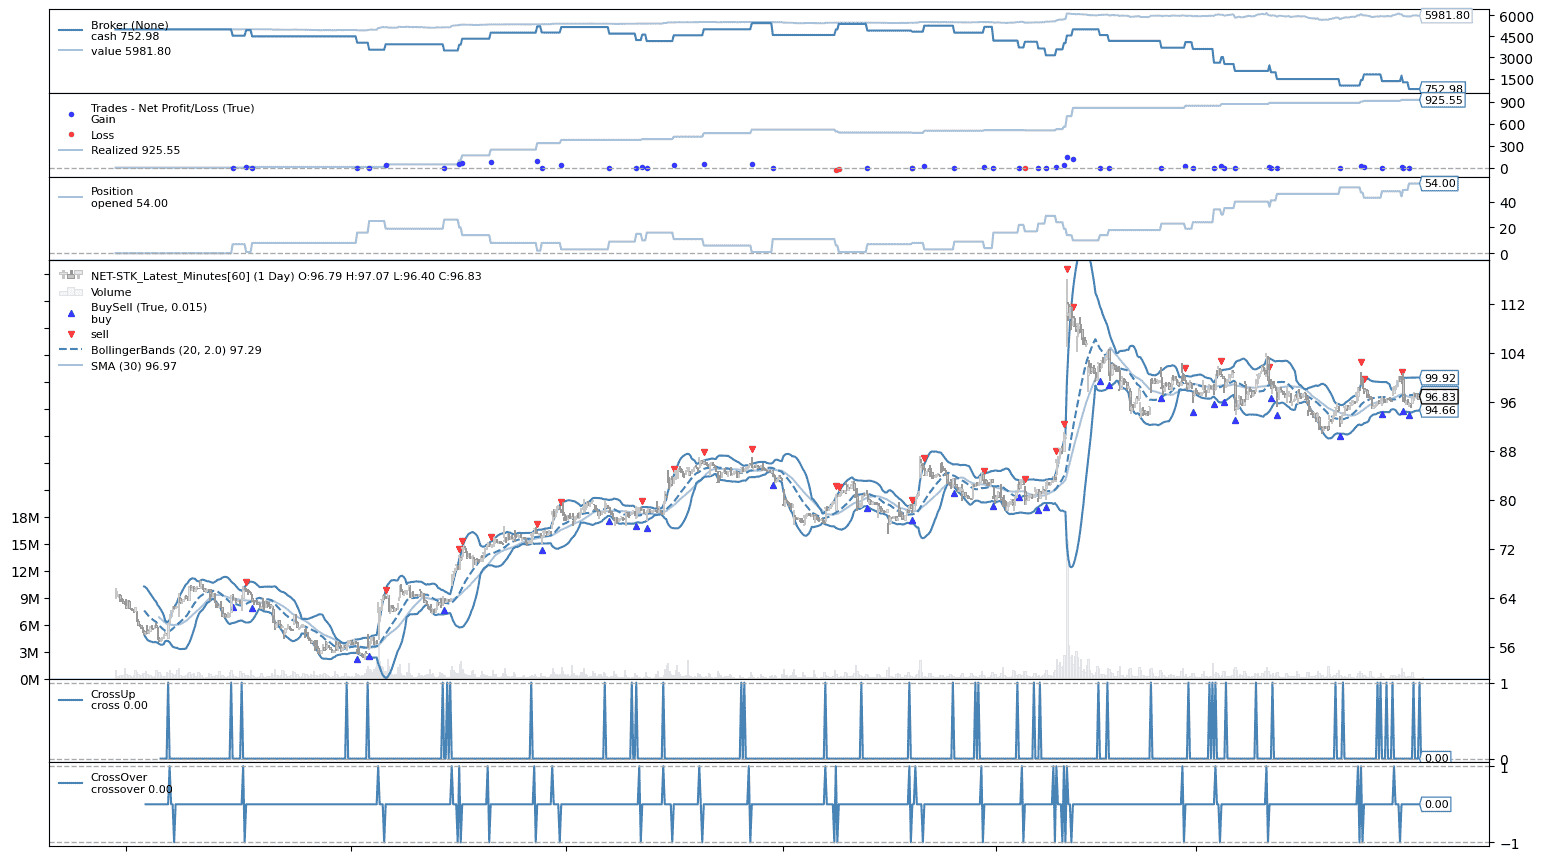 Broker (None)
cash 752.98
value 5981.80
5981.80
6000
4500
3000
1500
752.98
Trades - Net Profit/Loss (True)
Gain
Loss
Realized 925.55
925.55
900
600
300
0
Position
opened 54.00
54.00
40
20
0
NET-STK_Latest_Minutes[60] (1 Day) O:96.79 H:97.07 L:96.40 C:96.83
Volume
BuySell (True, 0.015)
buy
sell
BollingerBands (20, 2.0) 97.29
SMA (30) 96.97
112
104
99.92
96
96.83
94.66
88
80
72
64
56
18M
15M
12M
9M
6M
3M
0M
CrossUp
cross 0.00
1
0.00
0
CrossOver
crossover 0.00
1
0.00
−1